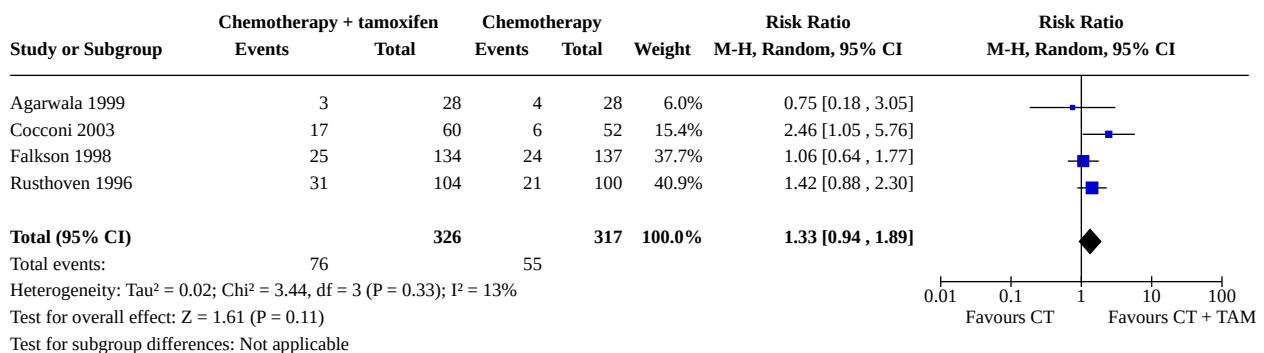 Chemotherapy + tamoxifen Chemotherapy Risk Ratio Risk Ratio
Study or Subgroup Events Total Events Total Weight M-H, Random, 95% CI M-H, Random, 95% CI
Agarwala 1999 3 28 4 28 6.0% 0.75 [0.18 , 3.05]
Cocconi 2003 17 60 6 52 15.4% 2.46 [1.05 , 5.76]
Falkson 1998 25 134 24 137 37.7% 1.06 [0.64 , 1.77]
Rusthoven 1996 31 104 21 100 40.9% 1.42 [0.88 , 2.30]
Total (95% CI) 326 317 100.0% 1.33 [0.94 , 1.89]
Total events: 76 55
Heterogeneity: Tau² = 0.02; Chi² = 3.44, df = 3 (P = 0.33); I² = 13%
0.01 0.1 1 10 100
Test for overall effect: Z = 1.61 (P = 0.11)
Favours CT Favours CT + TAM
Test for subgroup differences: Not applicable